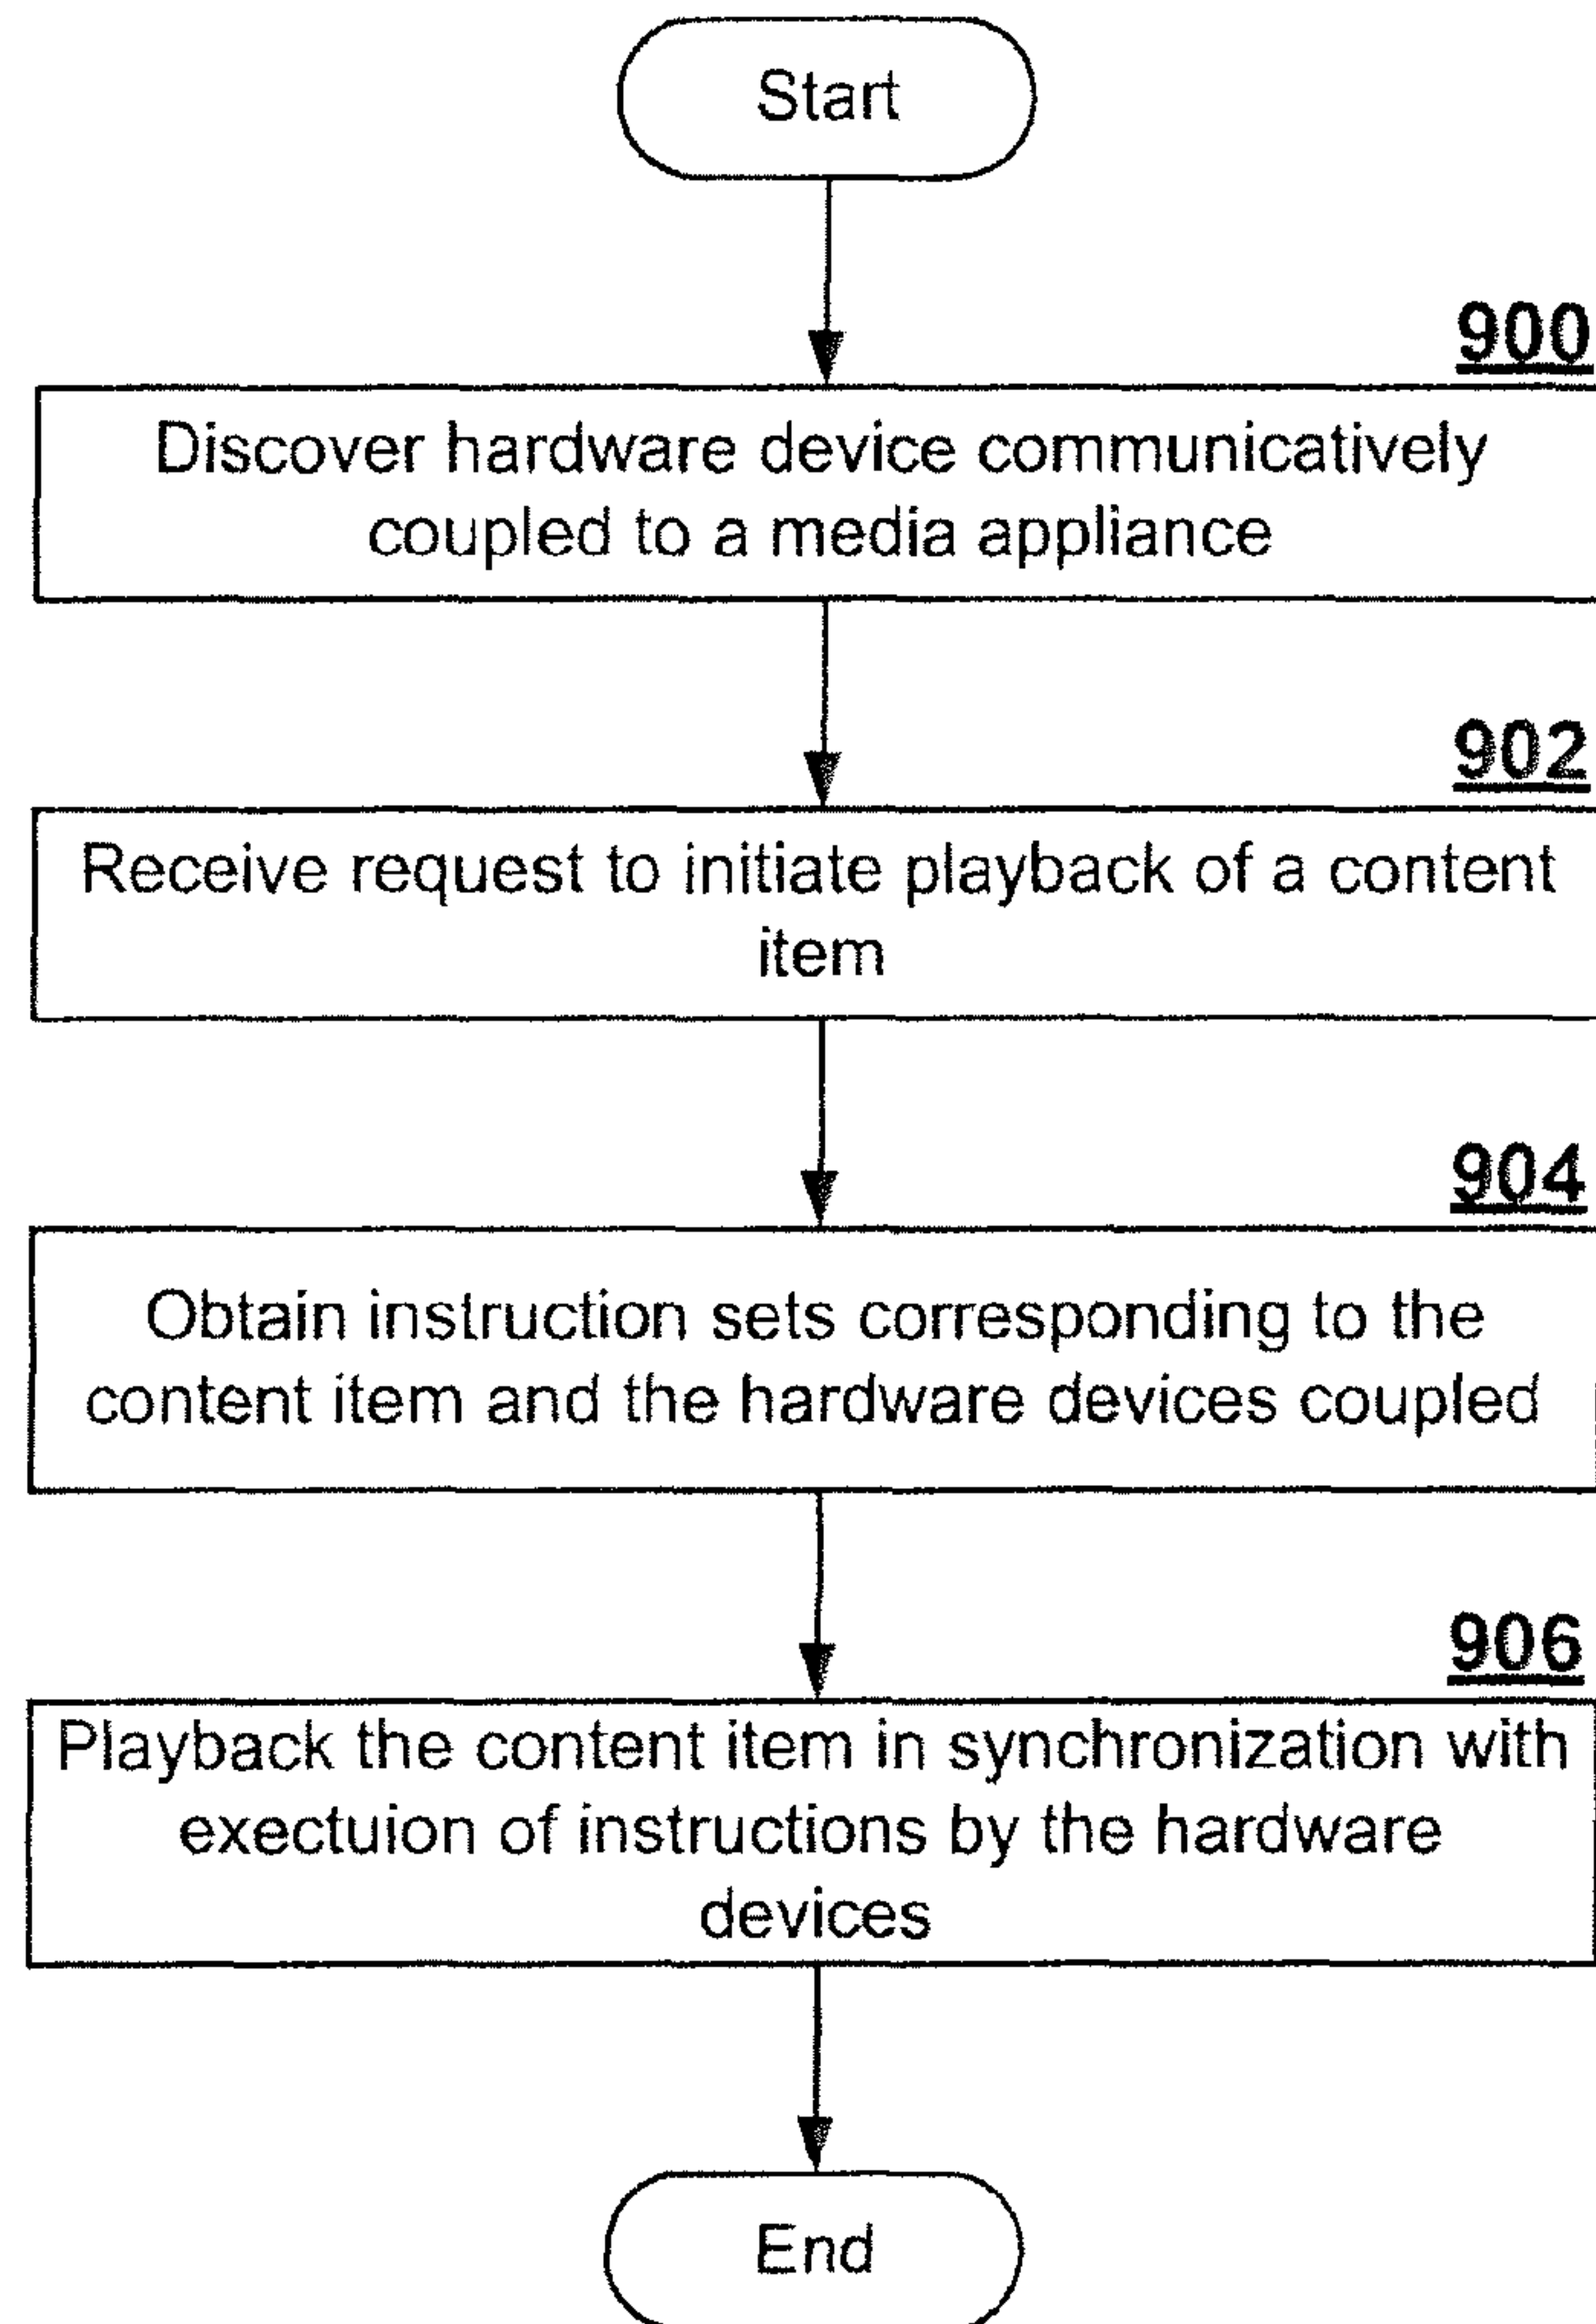 Start
900
Discover hardware device communicatively
coupled to a media appliance
902
Receive request to initiate playback of a content
item
904
Obtain instruction sets corresponding to the
content item and the hardware devices coupled
906
Playback the content item in synchronization with
exectuion of instructions by the hardware
devices
End